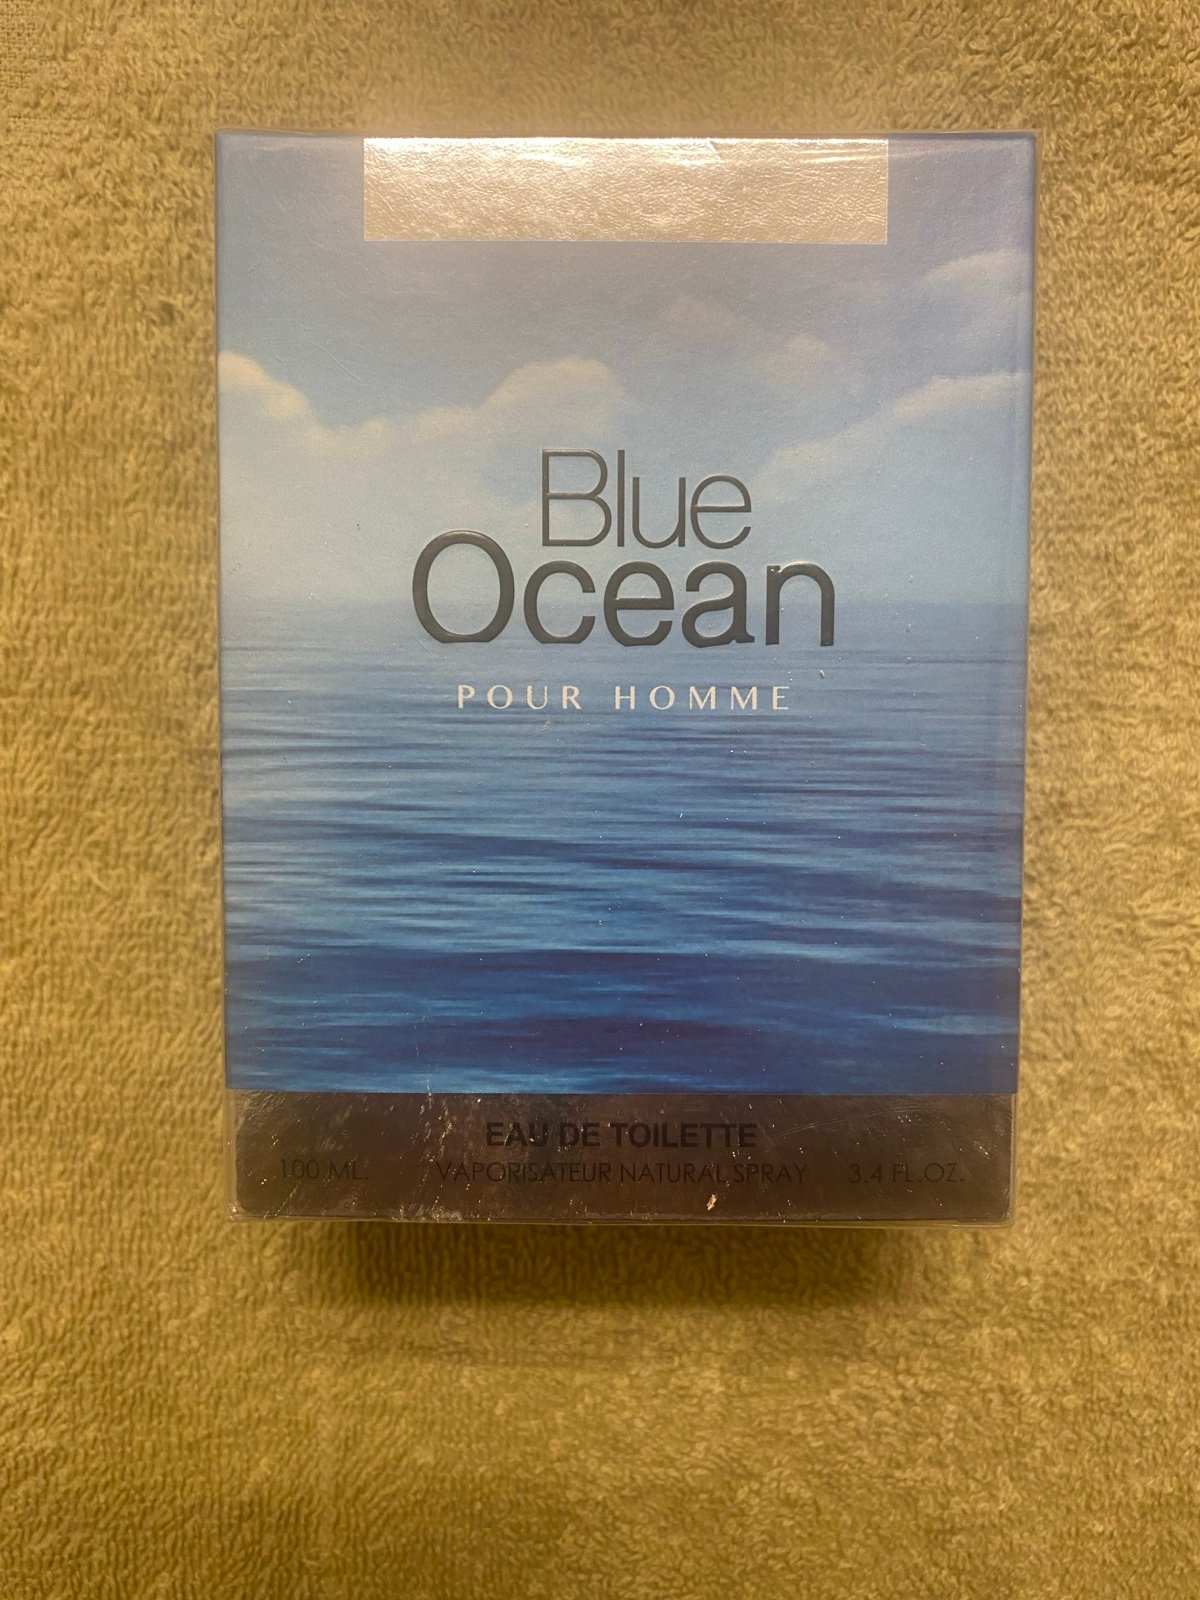 Blue
Ocean
POUR HOMME
EAU DE TOILETTE
100 ML. VAPORISATEUR NATURAL SPRAY 3,4 FL.OZ.